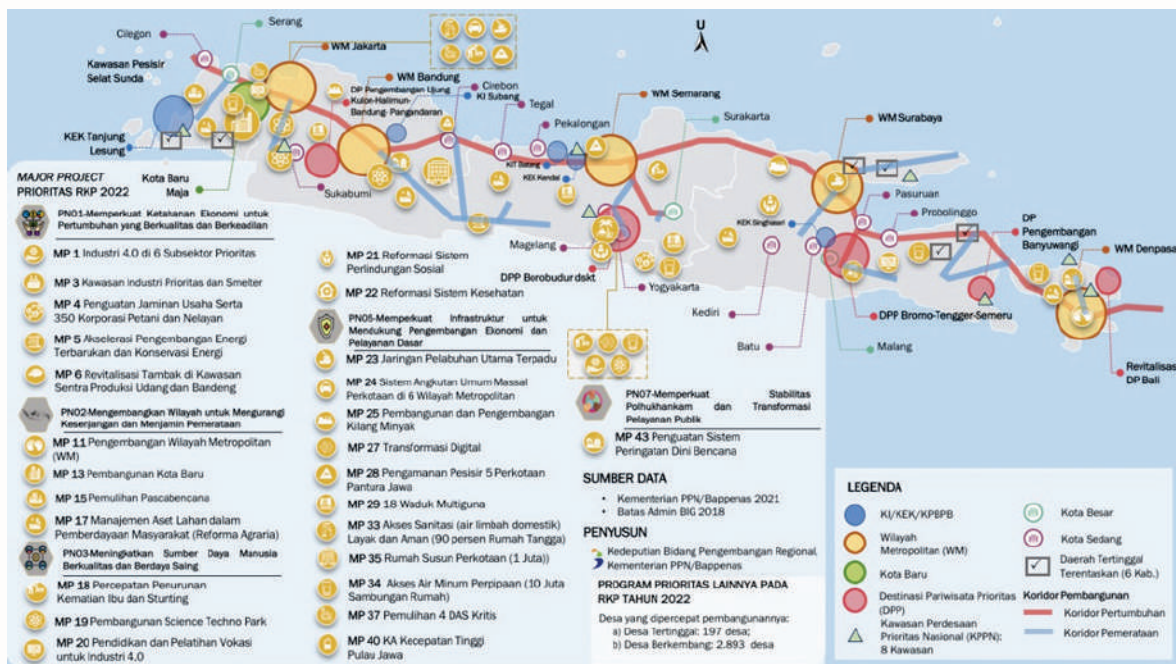 Cilegon
Serang
Kawasan Pesisir
Selat Sunda
WM Jakarta
WM Bandung
DP Pengembangan Ujung
Kulon-Halimun-
Bandung- Pangandaran
Cirebon
KI Subang
Tegal
Pekalongan
KIT Batang
KEK Kendal
U
WM Semarang
Surakarta
WM Surabaya
Pasuruan
Probolinggo
KEK Singhasari
DP
Pengembangan
Banyuwangi
WM Denpasa
KEK Tanjung
Lesung
Kota Baru
Maja
Sukabumi
Magelang
DPP Borobudur dskt
Yogyakarta
Kediri
Batu
Malang
DPP Bromo-Tengger-Semeru
Revitalisas
DP Bali
MAJOR PROJECT
PRIORITAS RKP 2022
PN01-Memperkuat Ketahanan Ekonomi untuk
Pertumbuhan yang Berkualitas dan Berkeadilan
MP 1 Industri 4.0 di 6 Subsektor Prioritas
MP 3 Kawasan Industri Prioritas dan Smelter
MP 4 Penguatan Jaminan Usaha Serta
350 Korporasi Petani dan Nelayan
MP 5 Akselerasi Pengembangan Energi
Terbarukan dan Konservasi Energi
MP 6 Revitalisasi Tambak di Kawasan
Sentra Produksi Udang dan Bandeng
PN02-Mengembangkan Wilayah untuk Mengurangi
Kesenjangan dan Menjamin Pemerataan
MP 11 Pengembangan Wilayah Metropolitan
(WM)
MP 13 Pembangunan Kota Baru
MP 15 Pemulihan Pascabencana
MP 17 Manajemen Aset Lahan dalam
Pemberdayaan Masyarakat (Reforma Agraria)
PN03-Meningkatkan Sumber Daya Manusia
Berkualitas dan Berdaya Saing
MP 18 Percepatan Penurunan
Kematian Ibu dan Stunting
MP 19 Pembangunan Science Techno Park
MP 20 Pendidikan dan Pelatihan Vokasi
untuk industri 4.0
MP 21 Reformasi Sistem
Perlindungan Sosial
MP 22 Reformasi Sistem Kesehatan
PN05-Memperkuat Infrastruktur untuk
Mendukung Pengembangan Ekonomi dan
Pelayanan Dasar
MP 23 Jaringan Pelabuhan Utama Terpadu
MP 24 Sistem Angkutan Umum Massal
Perkotaan di 6 Wilayah Metropolitan
MP 25 Pembangunan dan Pengembangan
Kilang Minyak
MP 27 Transformasi Digital
MP 28 Pengamanan Pesisir 5 Perkotaan
Pantura Jawa
MP 29 18 Waduk Multiguna
MP 33 Akses Sanitasi (air limbah domestik)
Layak dan Aman (90 persen Rumah Tangga)
MP 35 Rumah Susun Perkotaan (1 Juta))
MP 34 Akses Air Minum Perpipaan (10 Juta
Sambungan Rumah)
MP 37 Pemulihan 4 DAS Kritis
MP 40 KA Kecepatan Tinggi
Pulau Jawa
PN07-Memperkuat Stabilitas
Polhukhankam dan Transformasi
Pelayanan Publik
MP 43 Penguatan Sistem
Peringatan Dini Bencana
SUMBER DATA
• Kementerian PPN/Bappenas 2021
• Batas Admin BIG 2018
PENYUSUN
Kedeputian Bidang Pengembangan Regional,
Kementerian PPN/Bappenas
PROGRAM PRIORITAS LAINNYA PADA
RKP TAHUN 2022
Desa yang dipercepat pembangunannya:
a) Desa Tertinggal: 197 desa;
b) Desa Berkembang: 2.893 desa
LEGENDA
KI/KEK/KPBPB
Wilayah
Metropolitan (WM)
Kota Baru
Destinasi Pariwisata Prioritas
(DPP)
Kawasan Perdesaan
Prioritas Nasional (KPPN):
8 Kawasan
Kota Besar
Kota Sedang
Daerah Tertinggal
Terentaskan (6 Kab.)
Koridor Pembangunan
Koridor Pertumbuhan
Koridor Pemerataan